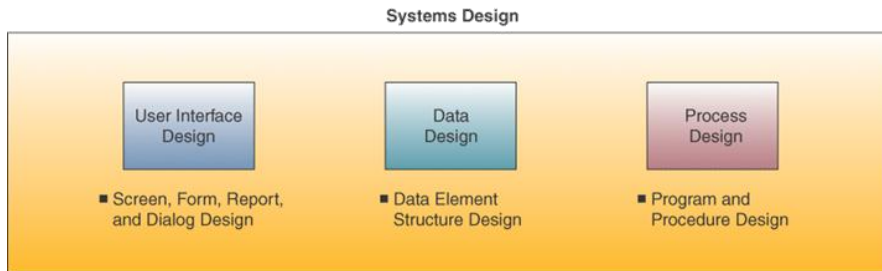 Systems Design
User Interface
Design
Data
Design
Process
Design
■ Screen, Form, Report,
and Dialog Design
■ Data Element
Structure Design
■ Program and
Procedure Design